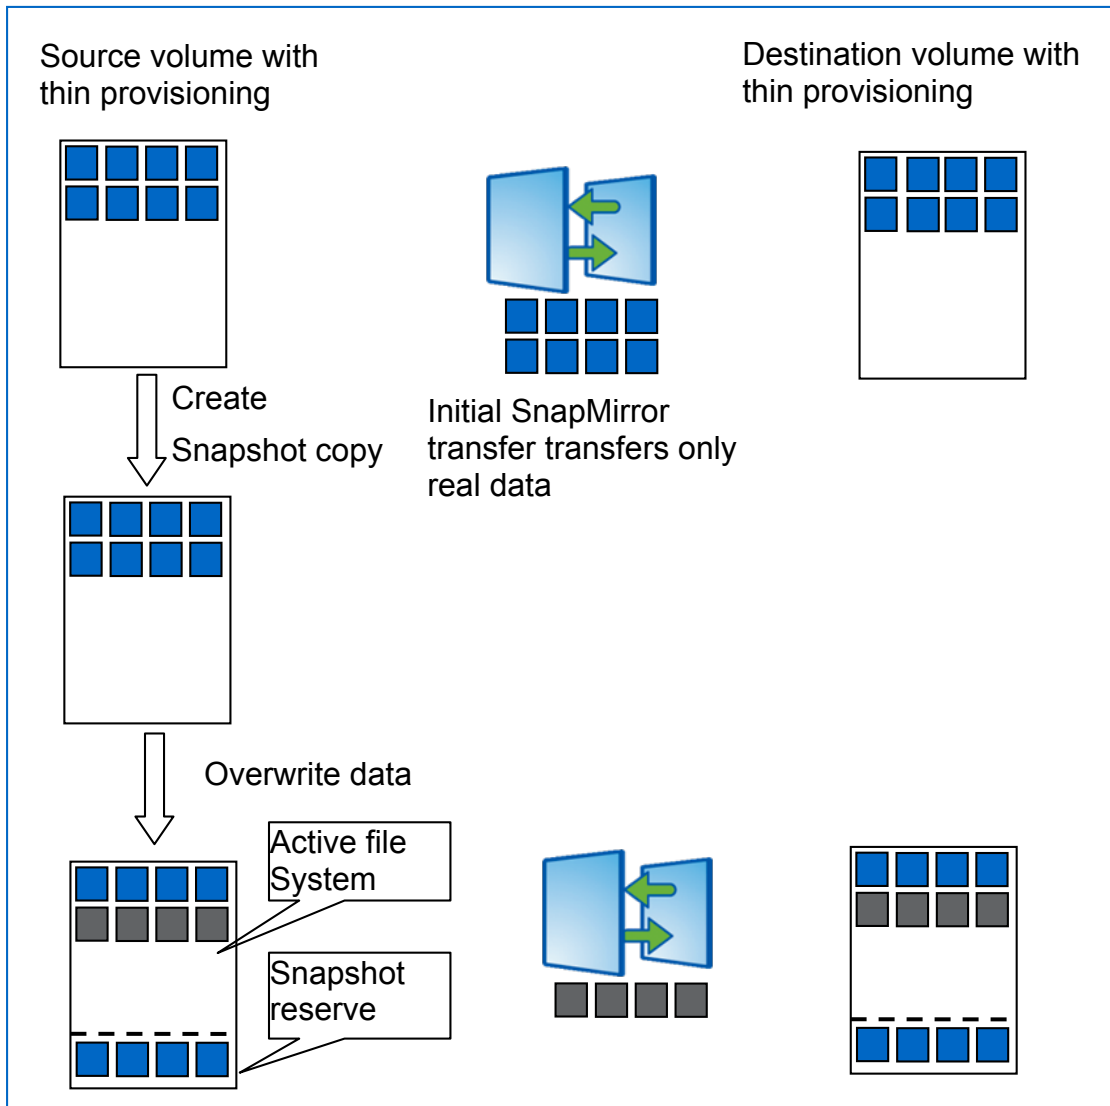 Source volume with
thin provisioning
Destination volume with
thin provisioning
Create
Snapshot copy
Initial SnapMirror
transfer transfers only
real data
Overwrite data
Active file
System
Snapshot
reserve